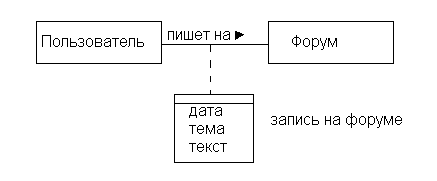 Пользователь
пишет на ►
Форум
дата
тема
текст
запись на форуме